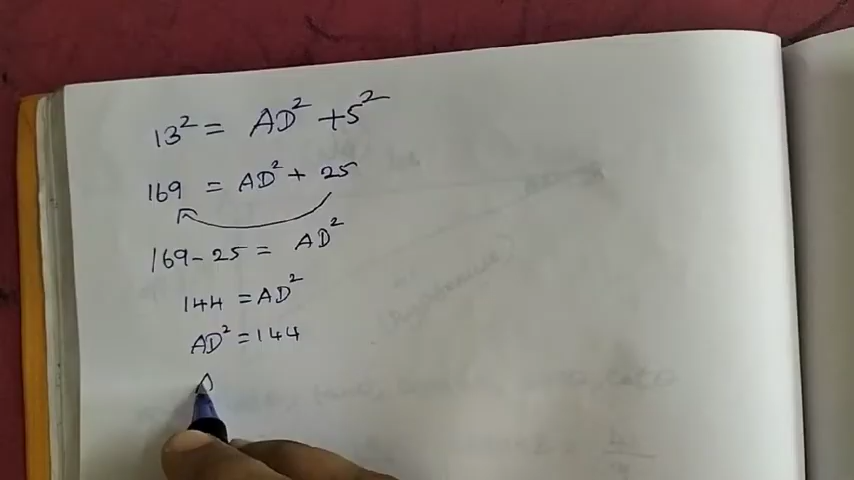 13² = AD² + 5²
169 = AD² + 25
169 - 25 = AD²
144 = AD²
AD² = 144
A